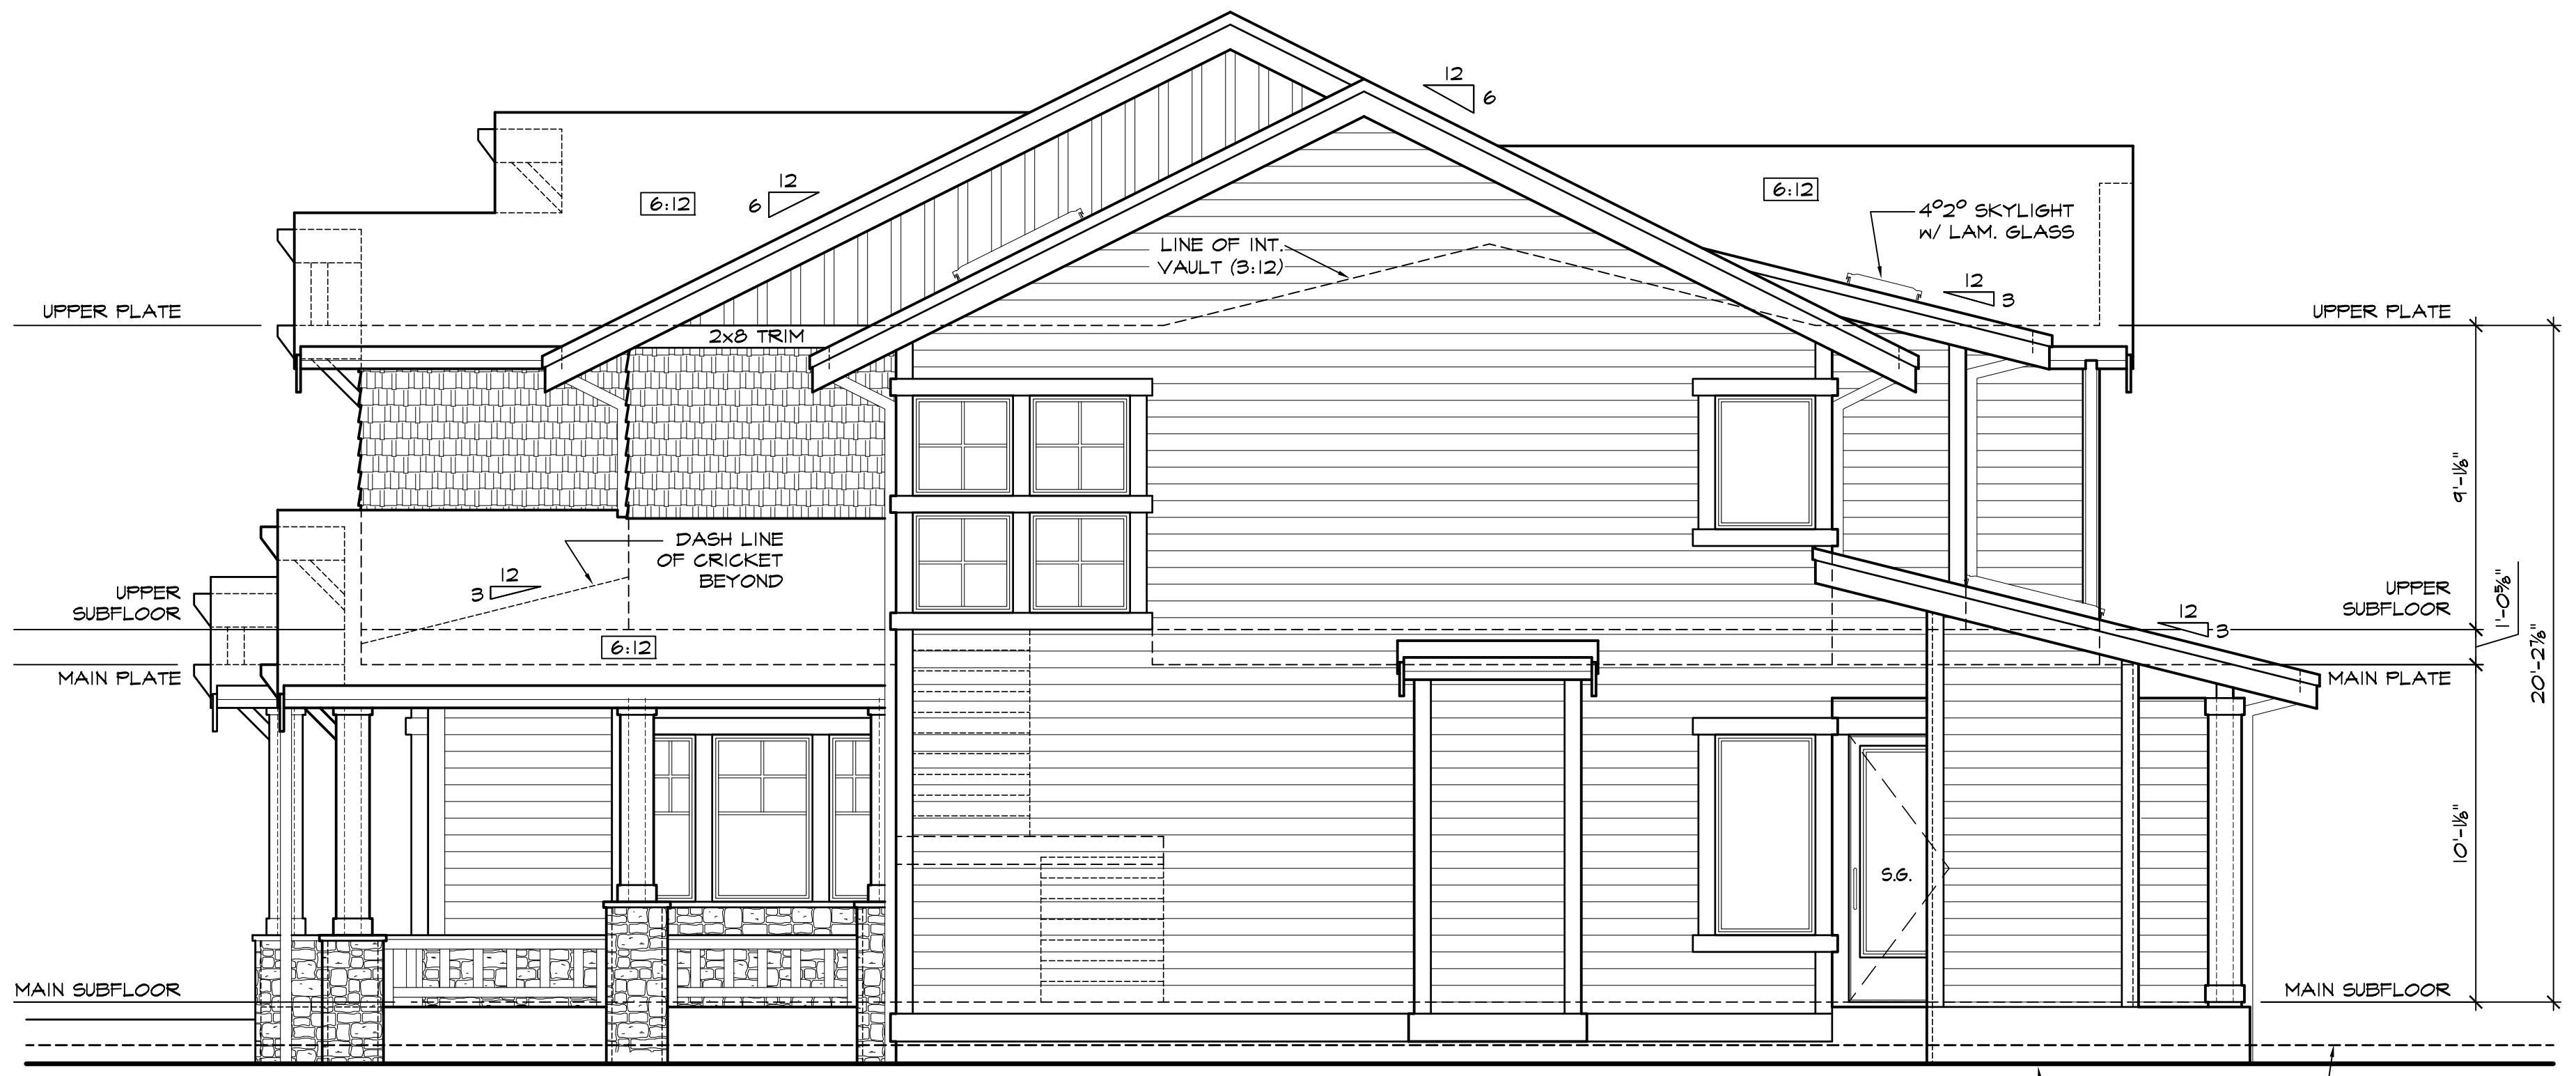 12
6
6:12
12
6
6:12
4⁰2⁰ SKYLIGHT
w/ LAM. GLASS
LINE OF INT.
VAULT (3:12)
12
3
UPPER PLATE
UPPER PLATE
2x8 TRIM
9'-1⅛"
DASH LINE
OF CRICKET
BEYOND
12
3
UPPER
SUBFLOOR
UPPER
SUBFLOOR
1'-0⅝"
12
3
6:12
MAIN PLATE
MAIN PLATE
20'-2⅞"
10'-1⅛"
S.G.
MAIN SUBFLOOR
MAIN SUBFLOOR